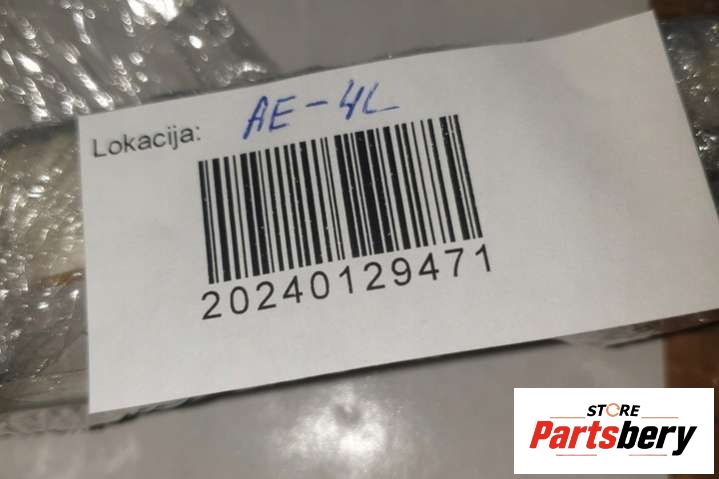 Lokacija: AE-4L
20240129471
STORE
Partsbery